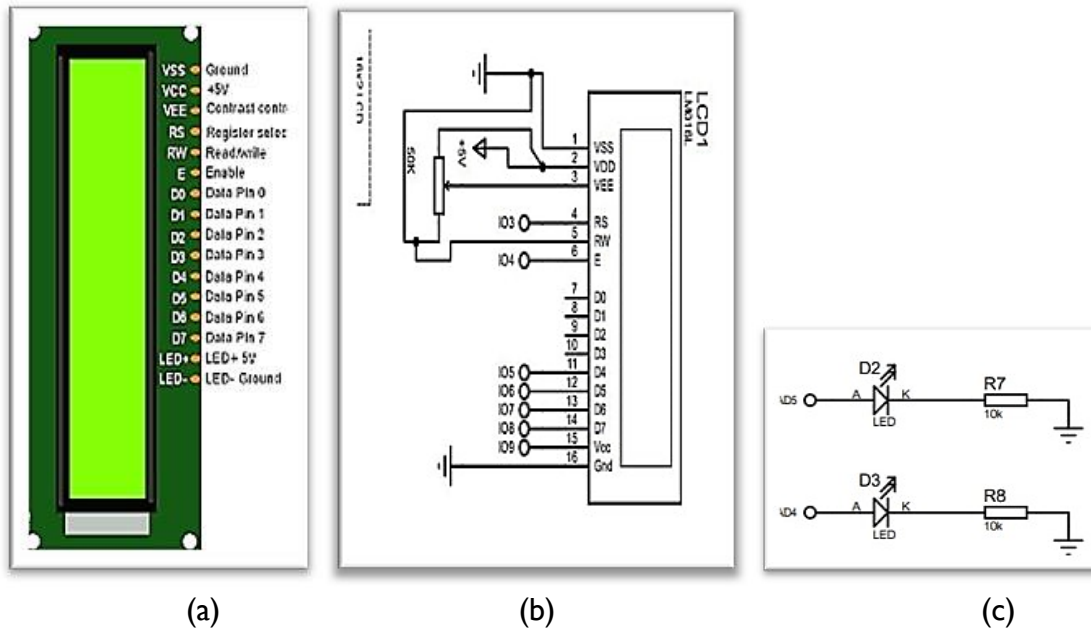 VSS Ground
VCC +5V
VEE Contrast contr
RS Register selec
RW Read/write
E Enable
D0 Data Pin 0
D1 Data Pin 1
D2 Data Pin 2
D3 Data Pin 3
D4 Data Pin 4
D5 Data Pin 5
D6 Data Pin 6
D7 Data Pin 7
LED+ LED+ 5V
LED- LED- Ground
(a)
16x2 LCD
LCD1
LM016L
+5V
50K
1 VSS
2 VDD
3 VEE
IO3 4 RS
5 RW
IO4 6 E
7 D0
8 D1
9 D2
10 D3
IO5 11 D4
IO6 12 D5
IO7 13 D6
IO8 14 D7
IO9 15 Vcc
16 Gnd
(b)
D2
AD5 A K
LED
R7
10k
D3
AD4 A K
LED
R8
10k
(c)